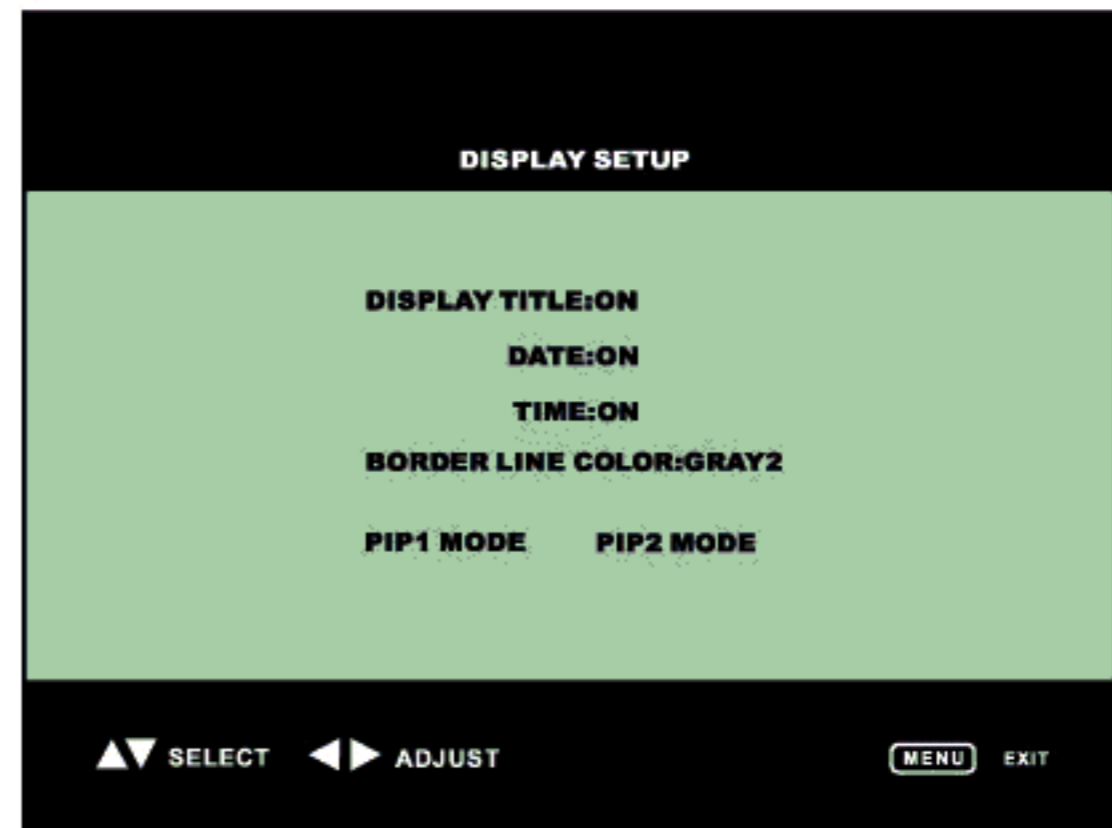 DISPLAY SETUP
DISPLAY TITLE:ON
DATE:ON
TIME:ON
BORDER LINE COLOR:GRAY2
PIP1 MODE PIP2 MODE
SELECT ADJUST MENU EXIT